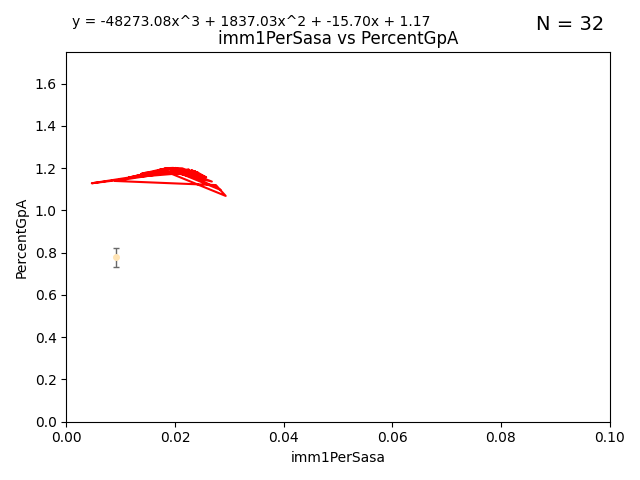 y = -48273.08x^3 + 1837.03x^2 + -15.70x + 1.17
N = 32
imm1PerSasa vs PercentGpA
PercentGpA
1.6
1.4
1.2
1.0
0.8
0.6
0.4
0.2
0.0
0.00 0.02 0.04 0.06 0.08 0.10
imm1PerSasa